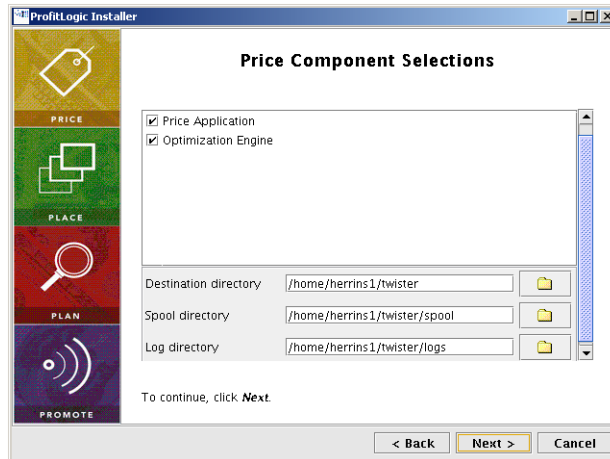 ProfitLogic Installer
Price Component Selections
PRICE
PLACE
PLAN
PROMOTE
Price Application
Optimization Engine
Destination directory /home/herrins1/twister
Spool directory /home/herrins1/twister/spool
Log directory /home/herrins1/twister/logs
To continue, click Next.
< Back Next > Cancel